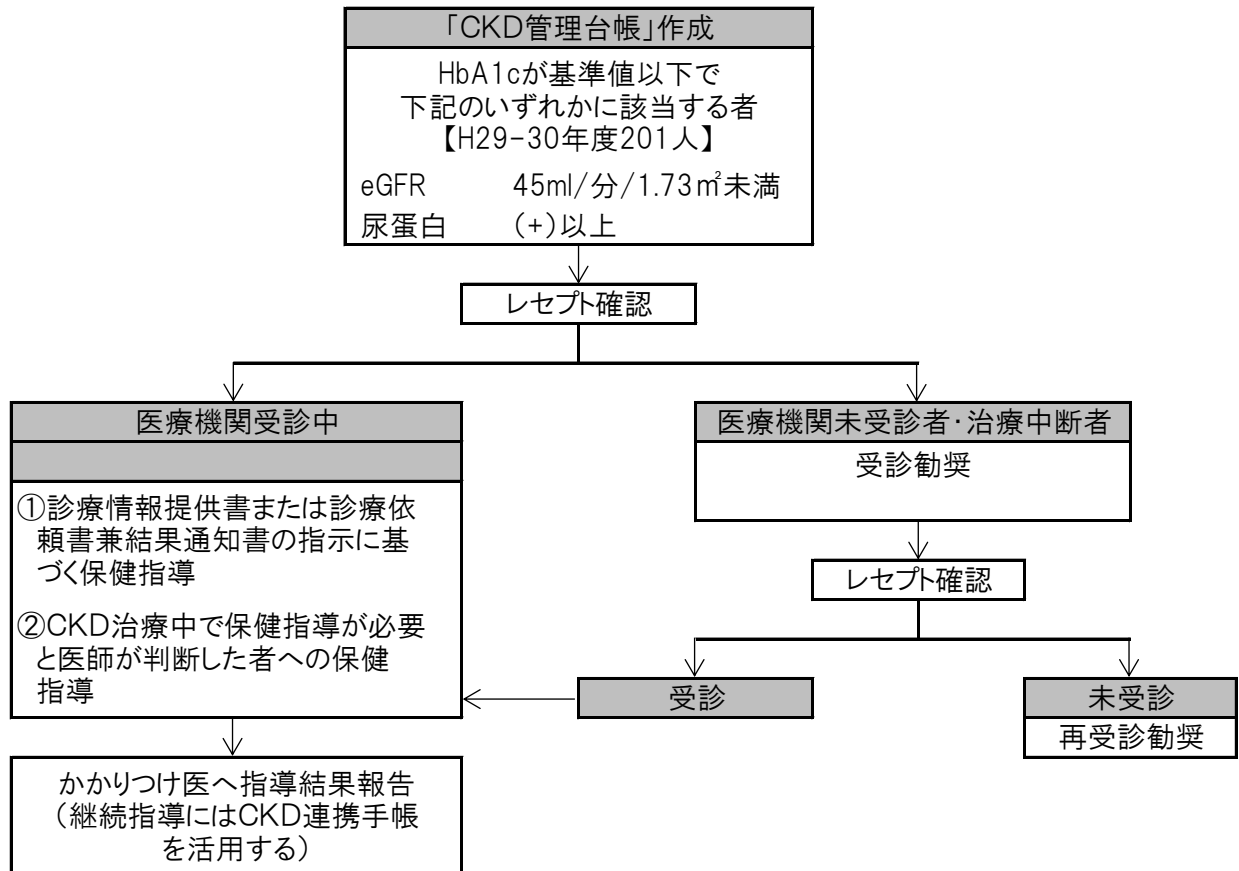 「CKD管理台帳」作成
HbA1cが基準値以下で
下記のいずれかに該当する者
【H29-30年度201人】
eGFR 45ml/分/1.73㎡未満
尿蛋白 (+)以上
レセプト確認
医療機関受診中
①診療情報提供書または診療依
頼書兼結果通知書の指示に基
づく保健指導
②CKD治療中で保健指導が必要
と医師が判断した者への保健
指導
医療機関未受診者・治療中断者
受診勧奨
レセプト確認
受診
未受診
再受診勧奨
かかりつけ医へ指導結果報告
(継続指導にはCKD連携手帳
を活用する)